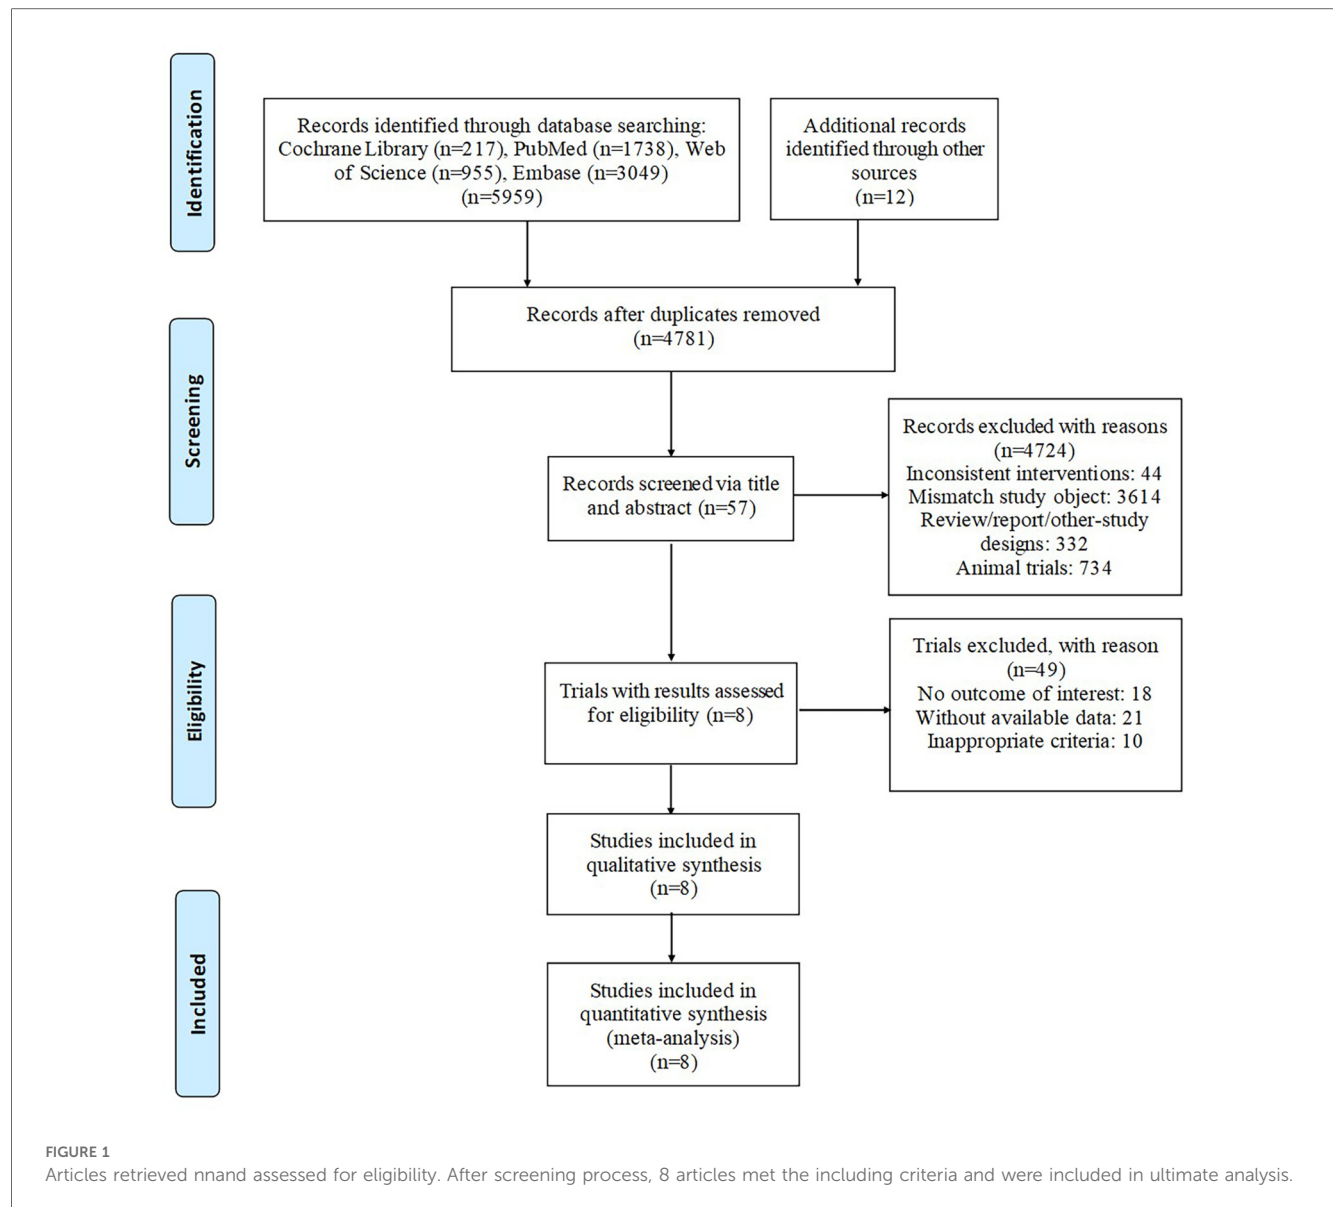 Identification
Records identified through database searching:
Cochrane Library (n=217), PubMed (n=1738), Web
of Science (n=955), Embase (n=3049)
(n=5959)
Additional records
identified through other
sources
(n=12)
Records after duplicates removed
(n=4781)
Screening
Records screened via title
and abstract (n=57)
Records excluded with reasons
(n=4724)
Inconsistent interventions: 44
Mismatch study object: 3614
Review/report/other-study
designs: 332
Animal trials: 734
Eligibility
Trials with results assessed
for eligibility (n=8)
Trials excluded, with reason
(n=49)
No outcome of interest: 18
Without available data: 21
Inappropriate criteria: 10
Studies included in
qualitative synthesis
(n=8)
Included
Studies included in
quantitative synthesis
(meta-analysis)
(n=8)
FIGURE 1
Articles retrieved nnand assessed for eligibility. After screening process, 8 articles met the including criteria and were included in ultimate analysis.